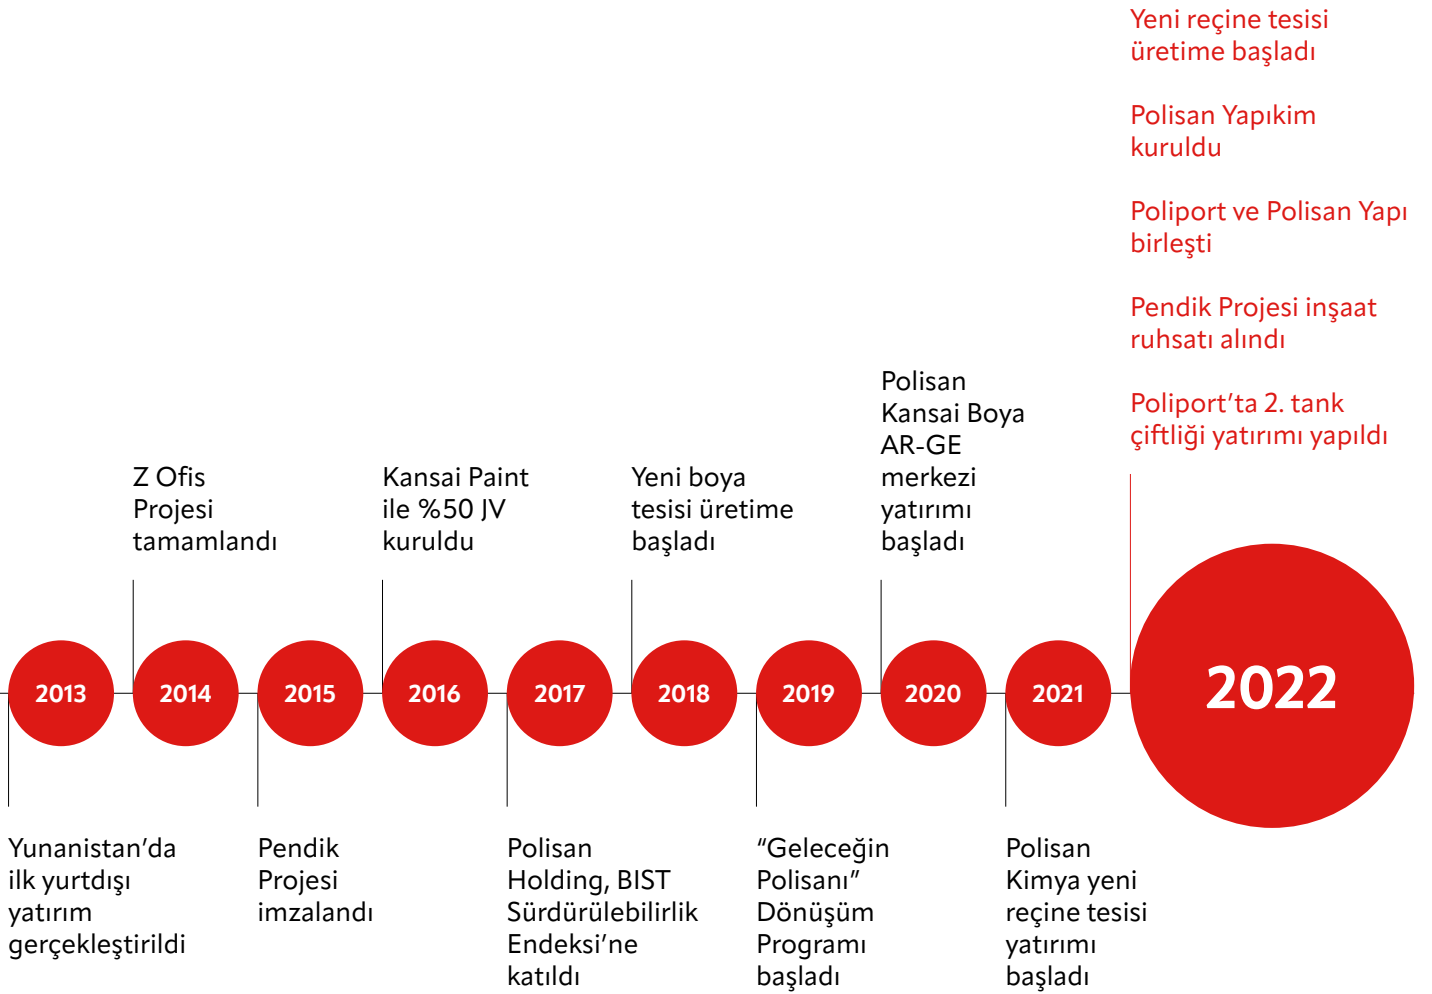 Yeni reçine tesisi
üretime başladı
Polisan Yapıkim
kuruldu
Poliport ve Polisan Yapı
birleşti
Pendik Projesi inşaat
ruhsatı alındı
Poliport’ta 2. tank
çiftliği yatırımı yapıldı
Z Ofis
Projesi
tamamlandı
Kansai Paint
ile %50 JV
kuruldu
Yeni boya
tesisi üretime
başladı
Polisan
Kansai Boya
AR-GE
merkezi
yatırımı
başladı
2013
2014
2015
2016
2017
2018
2019
2020
2021
2022
Yunanistan’da
ilk yurtdışı
yatırım
gerçekleştirildi
Pendik
Projesi
imzalandı
Polisan
Holding, BIST
Sürdürülebilirlik
Endeksi’ne
katıldı
“Geleceğin
Polisanı”
Dönüşüm
Programı
başladı
Polisan
Kimya yeni
reçine tesisi
yatırımı
başladı